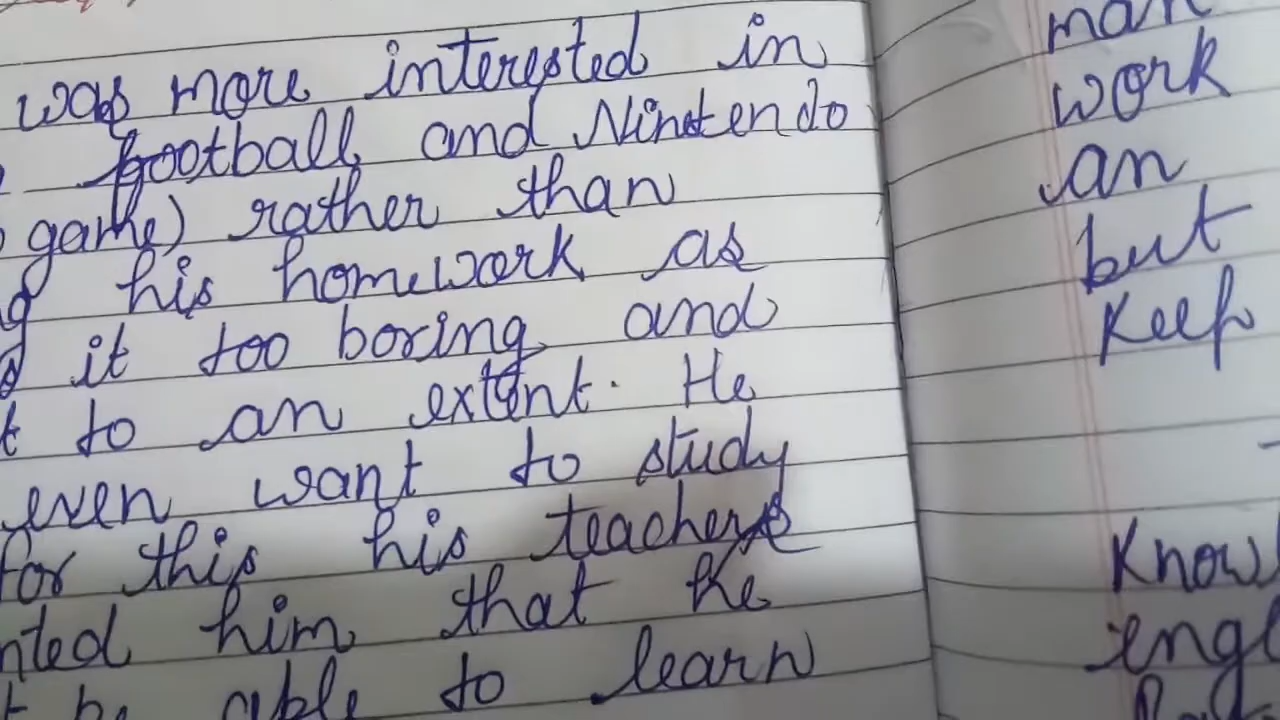 was more interested in
football and Nintendo
game) rather than
his homework as
it too boring and
to an extent. He
even want to study
for this his teachers
him that he
be able to learn
man
work
an
but
Keep
Know
engl